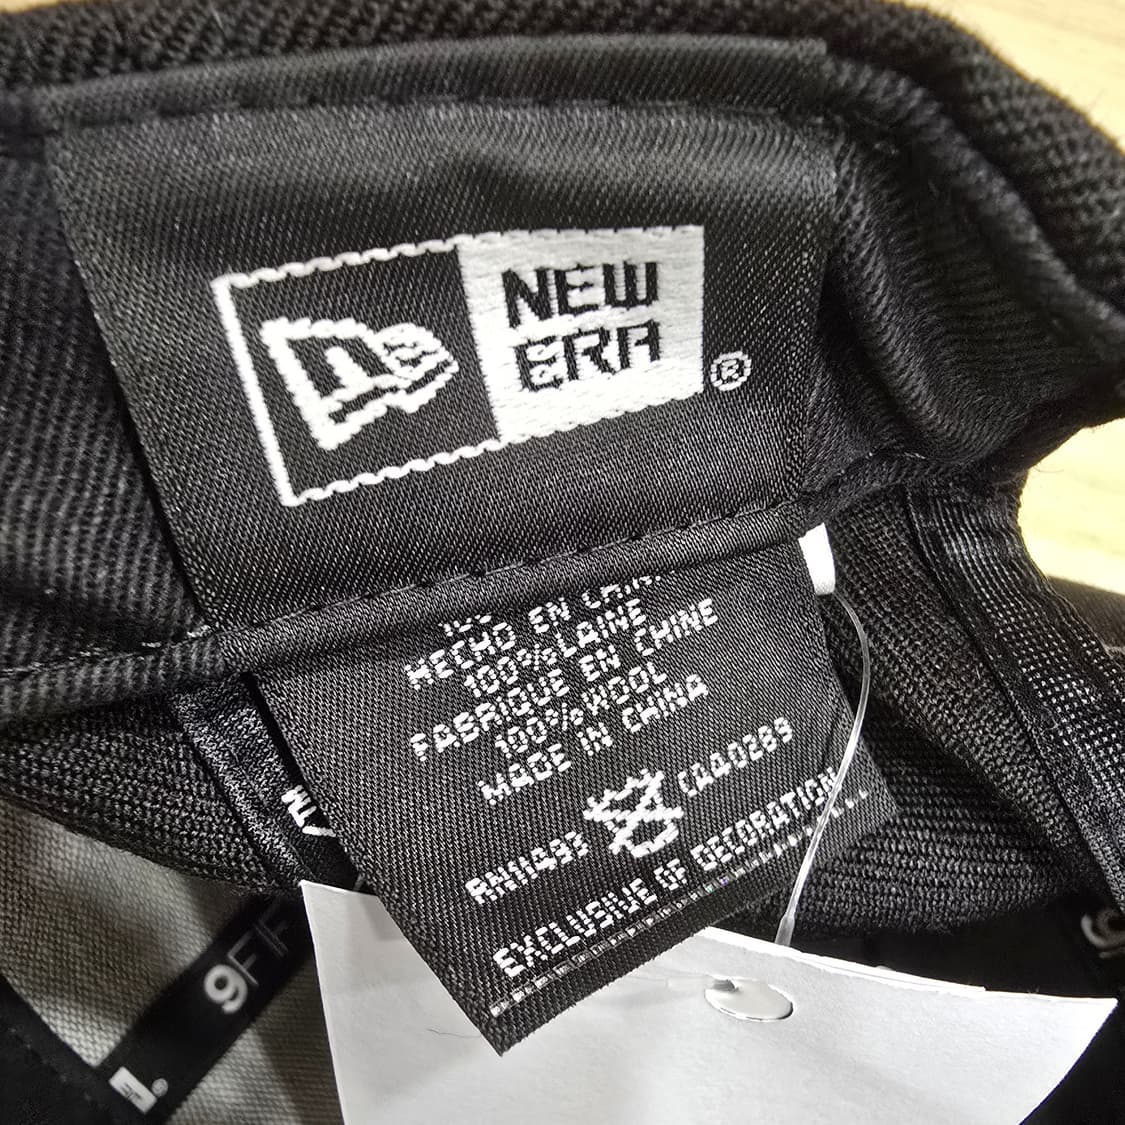 NEW
ERA
®
HECHO EN CHINA
100% LAINE
FABRIQUE EN CHINE
100% WOOL
MADE IN CHINA
CA40289
EXCLUSIVE OF DECORATION
9FIF